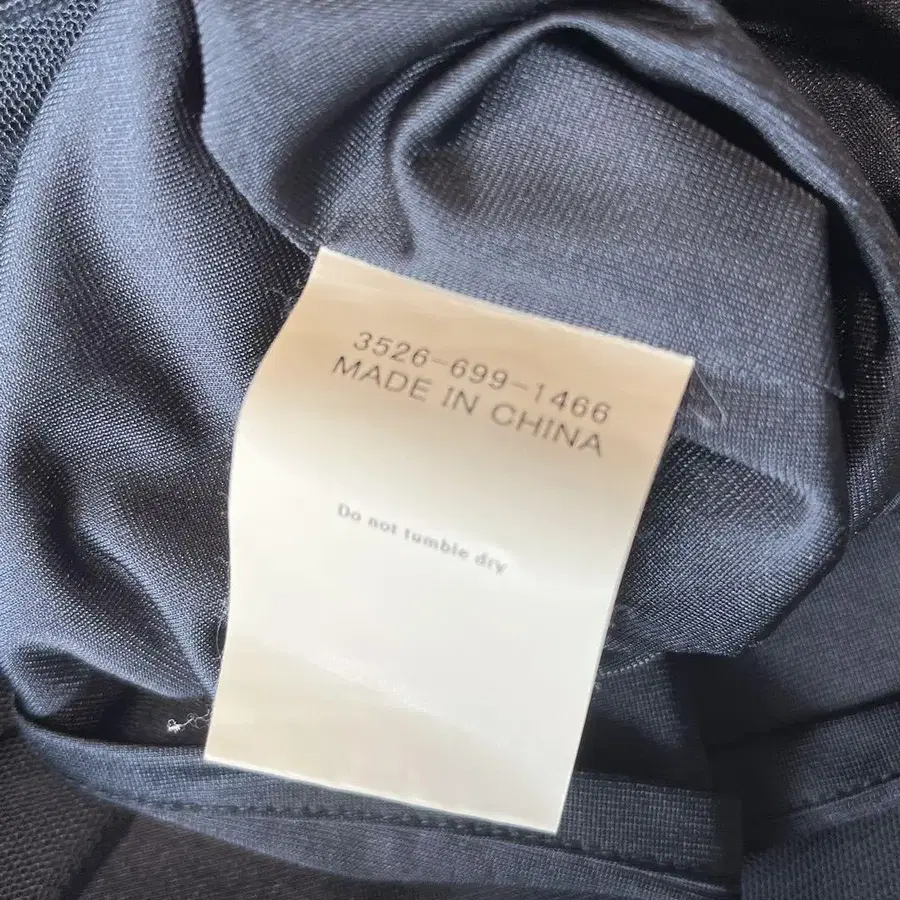 3526-699-1466
MADE IN CHINA
Do not tumble dry